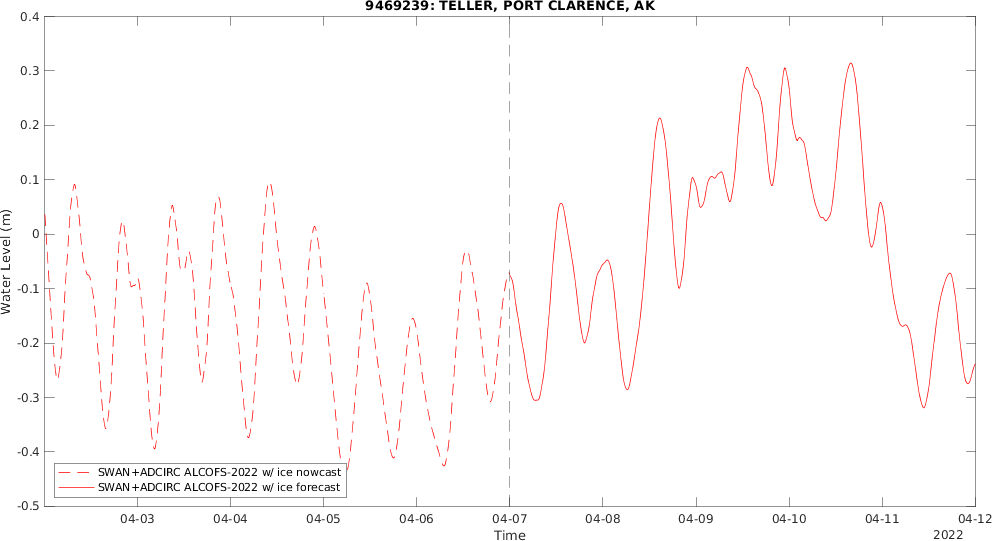 9469239: TELLER, PORT CLARENCE, AK
0.4
0.3
0.2
0.1
0
-0.1
-0.2
-0.3
-0.4
-0.5
Water Level (m)
SWAN+ADCIRC ALCOFS-2022 w/ ice nowcast
SWAN+ADCIRC ALCOFS-2022 w/ ice forecast
04-03 04-04 04-05 04-06 04-07 04-08 04-09 04-10 04-11 04-12
Time
2022